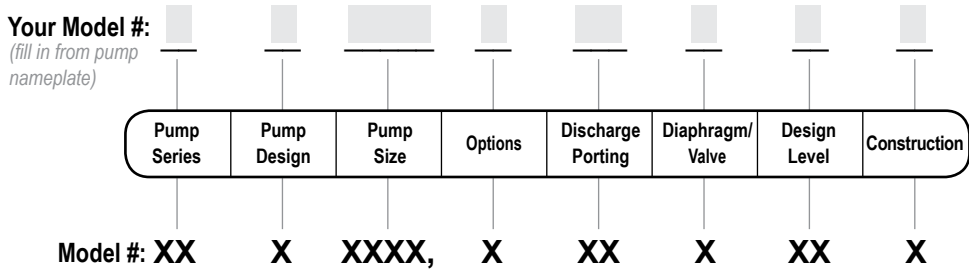 Your Model #:
(fill in from pump
nameplate)
Pump Series Pump Design Pump Size Options Discharge Porting Diaphragm/ Valve Design Level Construction
Model #: XX X XXXX, X XX X XX X